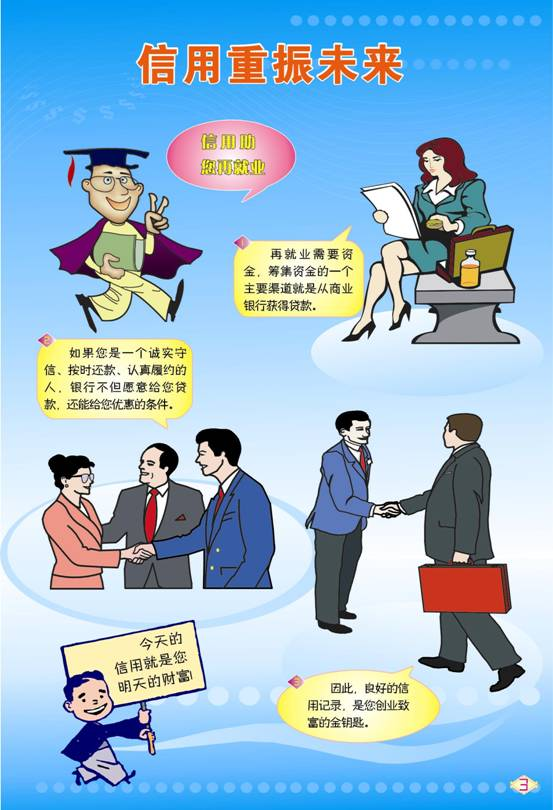 信用重振未来
信用助
您再就业
1
再就业需要资
金，筹集资金的一个
主要渠道就是从商业
银行获得贷款。
2
如果您是一个诚实守
信、按时还款、认真履约的
人，银行不但愿意给您贷
款，还能给您优惠的条件。
今天的
信用就是您
明天的财富!
3
因此，良好的信
用记录，是您创业致
富的金钥匙。
3